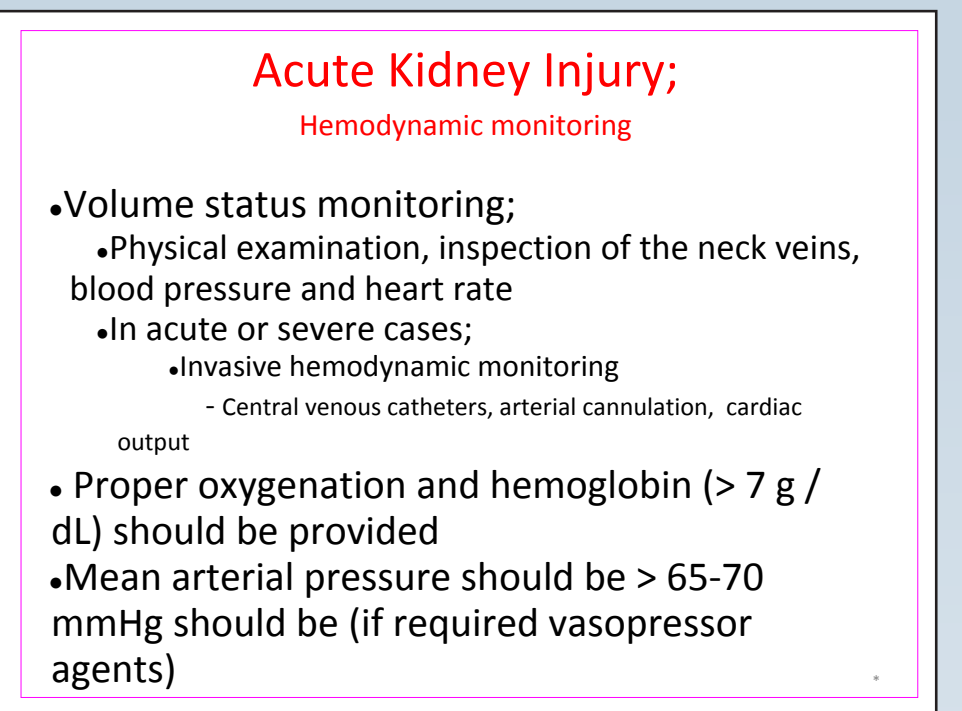 Acute Kidney Injury;
Hemodynamic monitoring
•Volume status monitoring;
•Physical examination, inspection of the neck veins,
blood pressure and heart rate
•In acute or severe cases;
•Invasive hemodynamic monitoring
- Central venous catheters, arterial cannulation, cardiac
output
• Proper oxygenation and hemoglobin (> 7 g /
dL) should be provided
•Mean arterial pressure should be > 65-70
mmHg should be (if required vasopressor
agents)
*